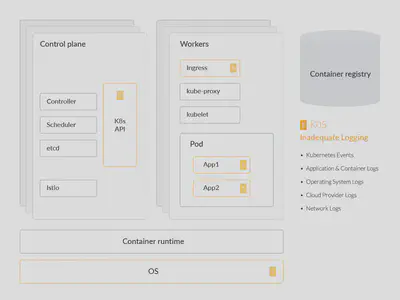 Control plane
Workers
Ingress
Container registry
kube-proxy
Controller
K8s
API
Scheduler
kubelet
etcd
Inadequate Logging
Pod
Kubernetes Events
App1
Application & Container Logs
Operating System Logs
Istio
App2
Cloud Provider Logs
Network Logs
Container runtime
OS